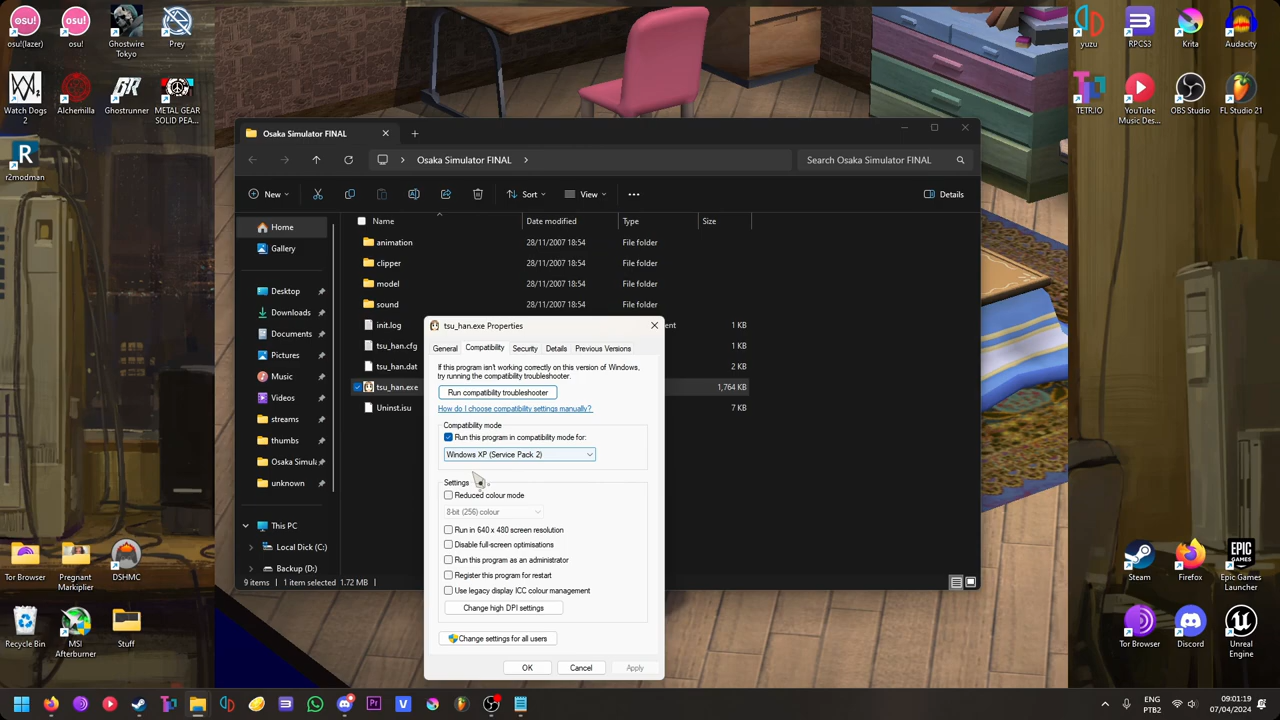 osu!(lazer)
osu!
Ghostwire
Tokyo
Prey
Watch Dogs
2
Alchemilla
Ghostrunner
METAL GEAR
SOLID PEA...
r2modman
Tor Browser
Pregnant
Markiplier
DSHMC
Recycle Bin
MSI
Afterburner
Stuff
yuzu
RPCS3
Krita
Audacity
TETR.IO
YouTube
Music Des...
OBS Studio
FL Studio 21
Steam
Firefox
Epic Games
Launcher
Tor Browser
Discord
Unreal
Engine
Osaka Simulator FINAL
Osaka Simulator FINAL
Search Osaka Simulator FINAL
New
Sort
View
Details
Home
Gallery
Desktop
Downloads
Documents
Pictures
Music
Videos
streams
thumbs
Osaka Simul
unknown
This PC
Local Disk (C:)
Backup (D:)
Name
Date modified
Type
Size
animation
28/11/2007 18:54
File folder
clipper
28/11/2007 18:54
File folder
model
28/11/2007 18:54
File folder
sound
28/11/2007 18:54
File folder
init.log
ent
1 KB
tsu_han.cfg
1 KB
tsu_han.dat
2 KB
tsu_han.exe
1,764 KB
Uninst.isu
7 KB
9 items
1 item selected
1.72 MB
tsu_han.exe Properties
General
Compatibility
Security
Details
Previous Versions
If this program isn't working correctly on this version of Windows,
try running the compatibility troubleshooter.
Run compatibility troubleshooter
How do I choose compatibility settings manually?
Compatibility mode
Run this program in compatibility mode for:
Windows XP (Service Pack 2)
Settings
Reduced colour mode
8-bit (256) colour
Run in 640 x 480 screen resolution
Disable full-screen optimisations
Run this program as an administrator
Register this program for restart
Use legacy display ICC colour management
Change high DPI settings
Change settings for all users
OK
Cancel
Apply
ENG
PTB2
09:01:19
07/04/2024